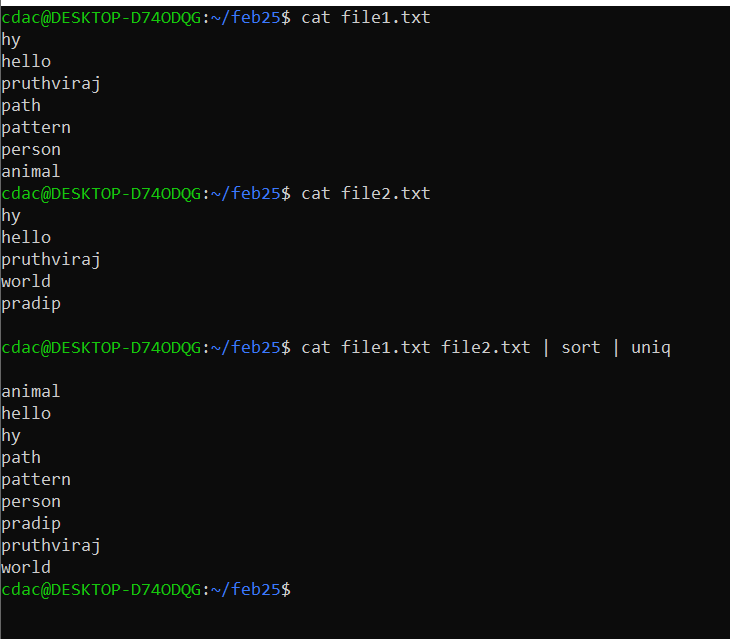 cdac@DESKTOP-D74ODQG:~/feb25$ cat file1.txt
hy
hello
pruthviraj
path
pattern
person
animal
cdac@DESKTOP-D74ODQG:~/feb25$ cat file2.txt
hy
hello
pruthviraj
world
pradip
cdac@DESKTOP-D74ODQG:~/feb25$ cat file1.txt file2.txt | sort | uniq
animal
hello
hy
path
pattern
person
pradip
pruthviraj
world
cdac@DESKTOP-D74ODQG:~/feb25$